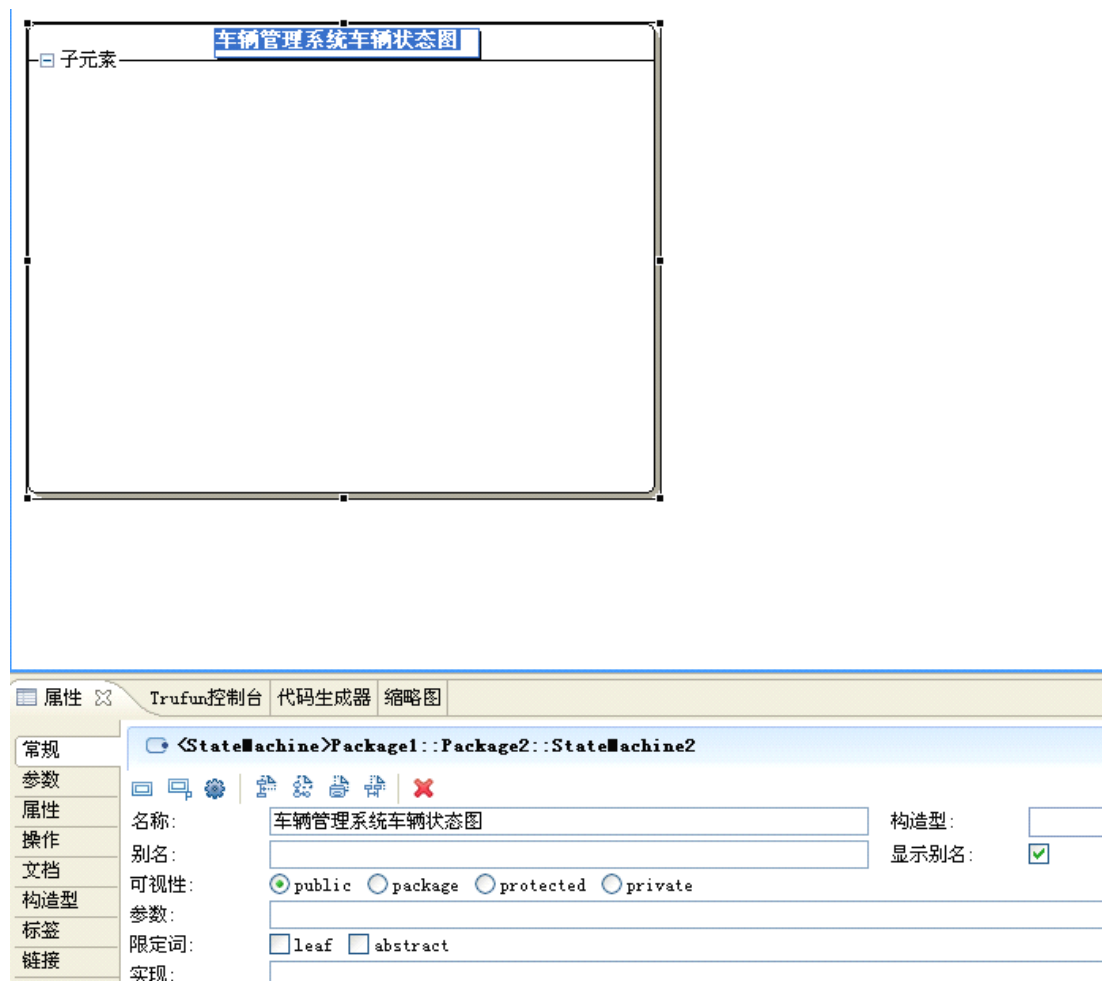 车辆管理系统车辆状态图
子元素
属性 Trufun控制台 代码生成器 缩略图
常规 <StateMachine>Package1::Package2::StateMachine2
参数
属性 名称: 车辆管理系统车辆状态图 构造型:
操作 别名: 显示别名:
文档 可视性: public package protected private
构造型 参数:
标签 限定词: leaf abstract
链接 实现: